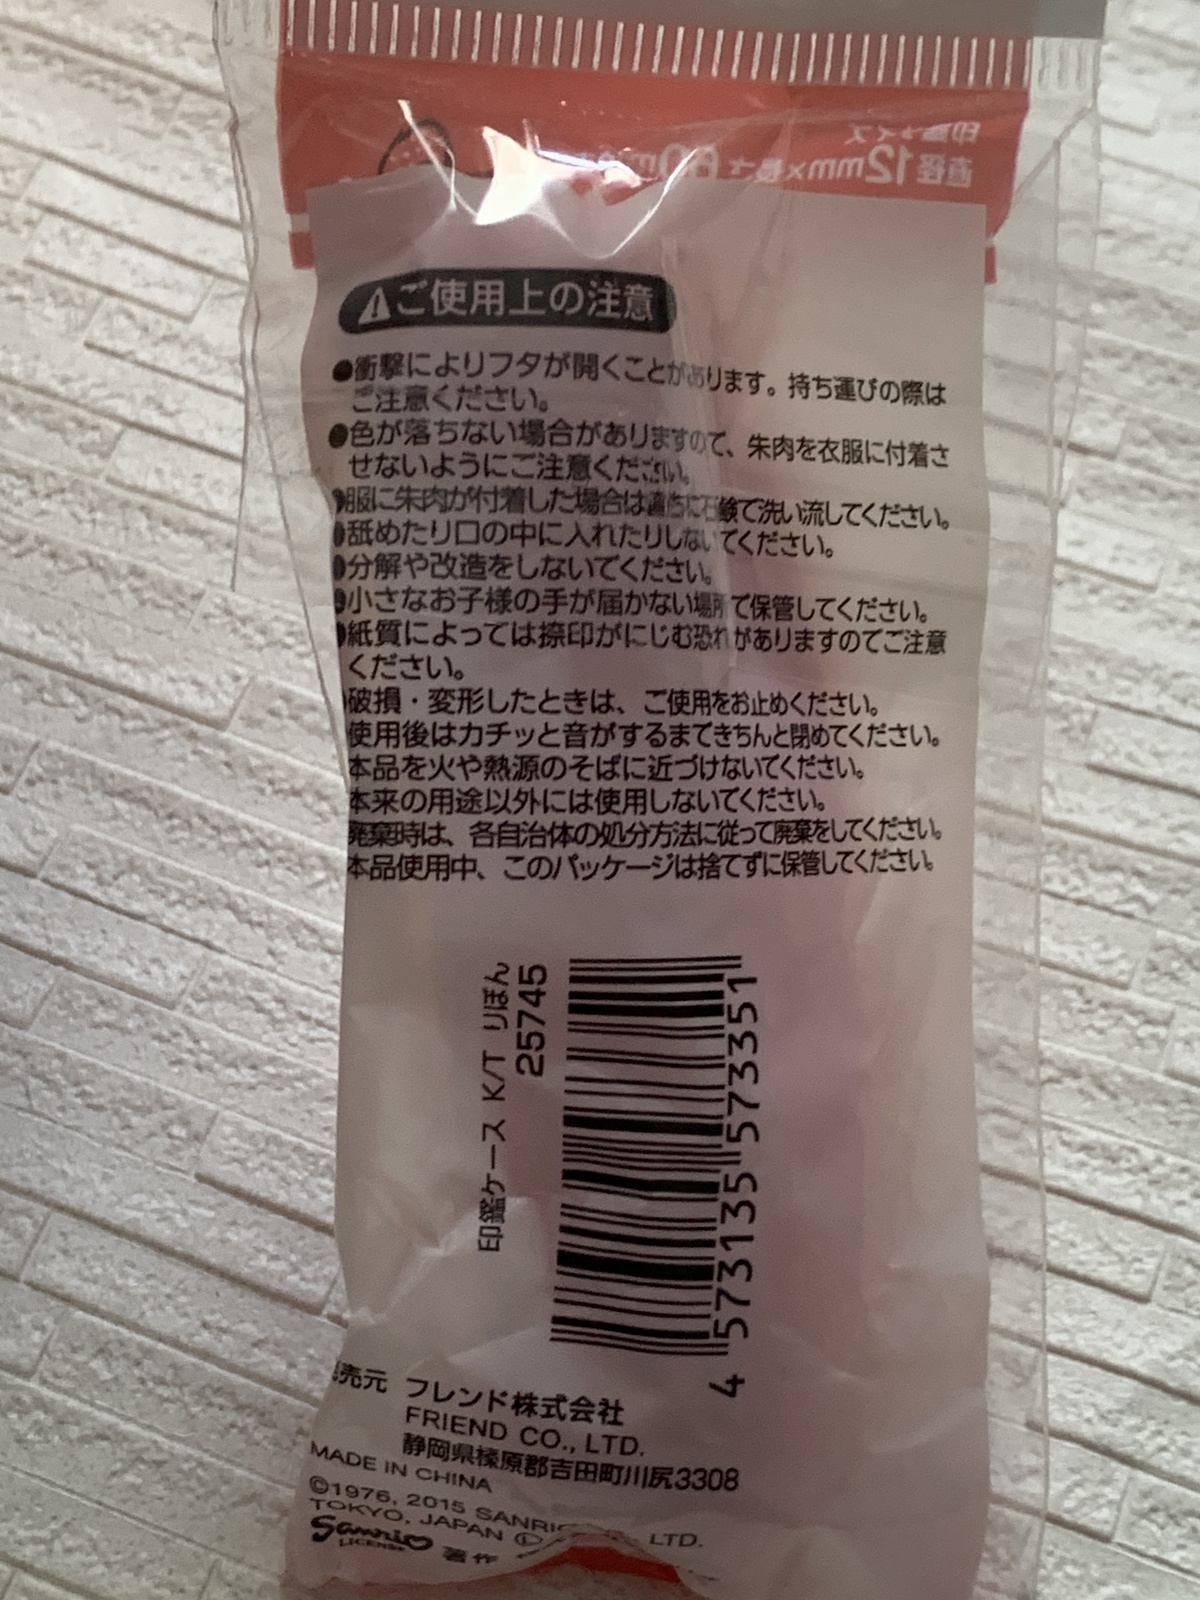 印鑑サイズ
直径12mm×長さ60mm
⚠ご使用上の注意
●衝撃によりフタが開くことがあります。持ち運びの際は
ご注意ください。
●色が落ちない場合がありますので、朱肉を衣服に付着さ
せないようにご注意ください。
●服に朱肉が付着した場合は直ちに石鹸で洗い流してください。
●舐めたり口の中に入れたりしないでください。
●分解や改造をしないでください。
●小さなお子様の手が届かない場所で保管してください。
●紙質によっては捺印がにじむ恐れがありますのでご注意
ください。
●破損・変形したときは、ご使用をお止めください。
使用後はカチッと音がするまできちんと閉めてください。
本品を火や熱源のそばに近づけないでください。
本来の用途以外には使用しないでください。
廃棄時は、各自治体の処分方法に従って廃棄をしてください。
本品使用中、このパッケージは捨てずに保管してください。
印鑑ケース K/T りぼん
25745
4 573135 573351
売元 フレンド株式会社
FRIEND CO., LTD.
静岡県榛原郡吉田町川尻3308
MADE IN CHINA
©1976, 2015 SANRIO LTD.
TOKYO, JAPAN Ⓛ
Sanrio
LICENSE
著作